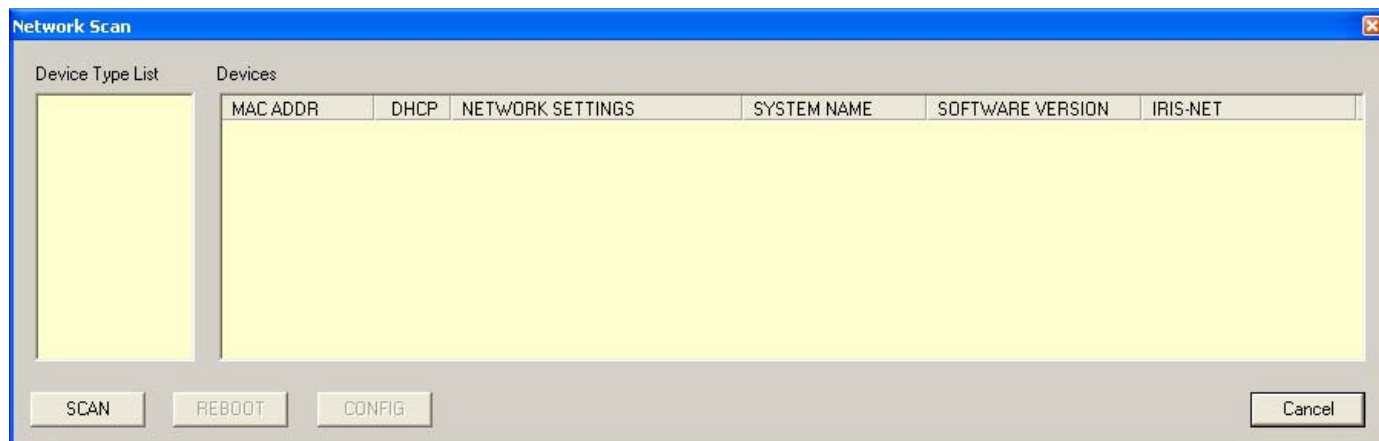 Network Scan
Device Type List Devices
MAC ADDR DHCP NETWORK SETTINGS SYSTEM NAME SOFTWARE VERSION IRIS-NET
SCAN REBOOT CONFIG Cancel